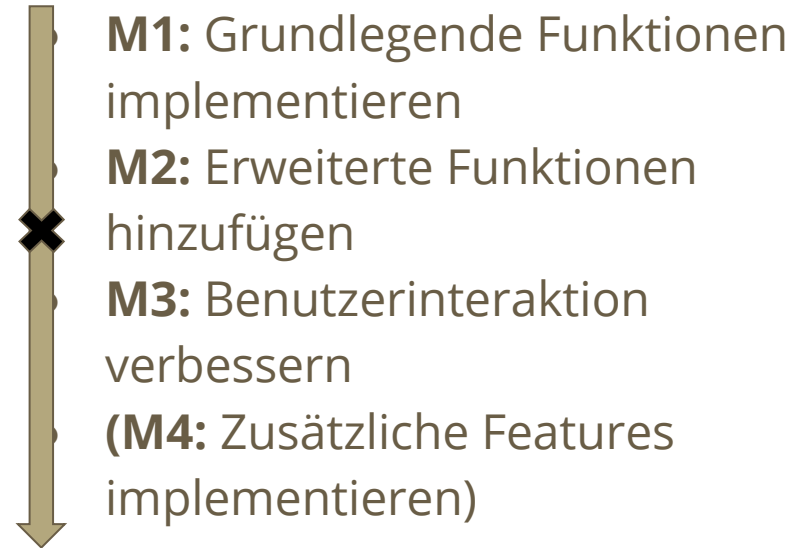 M1: Grundlegende Funktionen
implementieren
M2: Erweiterte Funktionen
hinzufügen
M3: Benutzerinteraktion
verbessern
(M4: Zusätzliche Features
implementieren)